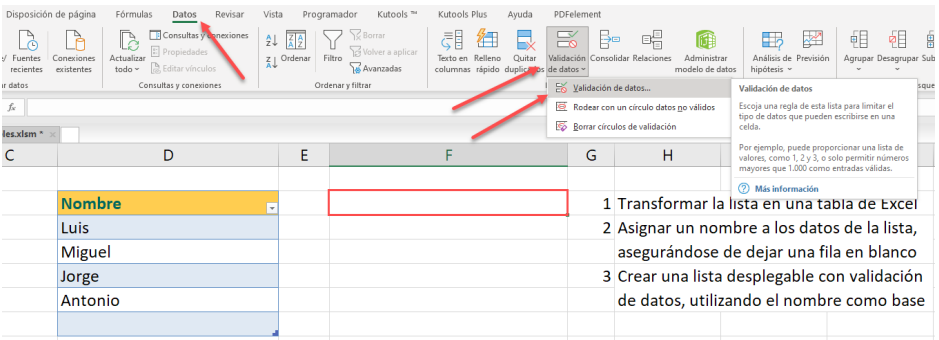 Disposición de página Fórmulas Datos Revisar Vista Programador Kutools ™ Kutools Plus Ayuda PDFelement
Fuentes recientes
Conexiones existentes
Actualizar todo
Consultas y conexiones
Propiedades
Editar vínculos
Ordenar
Filtro
Borrar
Volver a aplicar
Avanzadas
Texto en columnas
Relleno rápido
Quitar duplicados
Validación de datos
Consolidar
Relaciones
Administrar modelo de datos
Análisis de hipótesis
Previsión
Agrupar
Desagrupar
ar datos
Consultas y conexiones
Ordenar y filtrar
Validación de datos...
Rodear con un círculo datos no válidos
Borrar círculos de validación
Validación de datos
Escoja una regla de esta lista para limitar el
tipo de datos que pueden escribirse en una
celda.
Por ejemplo, puede proporcionar una lista de
valores, como 1, 2 y 3, o solo permitir números
mayores que 1.000 como entradas válidas.
Más información
fx
les.xlsm *
C D E F G H
Nombre
Luis
Miguel
Jorge
Antonio
1 Transformar la lista en una tabla de Excel
2 Asignar un nombre a los datos de la lista,
asegurándose de dejar una fila en blanco
3 Crear una lista desplegable con validación
de datos, utilizando el nombre como base